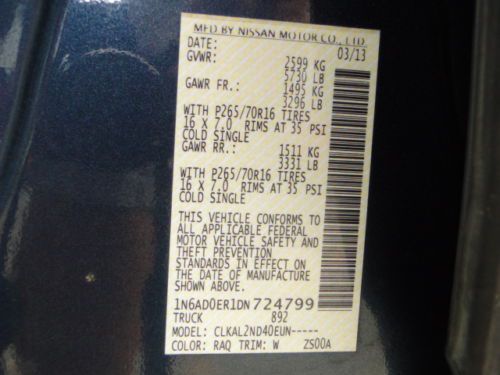 MFD BY NISSAN MOTOR CO., LTD.
DATE: 03/13
GVWR: 2599 KG
5730 LB
GAWR FR.: 1495 KG
3296 LB
WITH P265/70R16 TIRES
16 X 7.0 RIMS AT 35 PSI
COLD SINGLE
GAWR RR.: 1511 KG
3331 LB
WITH P265/70R16 TIRES
16 X 7.0 RIMS AT 35 PSI
COLD SINGLE
THIS VEHICLE CONFORMS TO
ALL APPLICABLE FEDERAL
MOTOR VEHICLE SAFETY AND
THEFT PREVENTION
STANDARDS IN EFFECT ON
THE DATE OF MANUFACTURE
SHOWN ABOVE.
1N6AD0ER1DN724799
TRUCK 892
MODEL: CLKAL2ND40EUN-----
COLOR: RAQ TRIM: W ZS00A